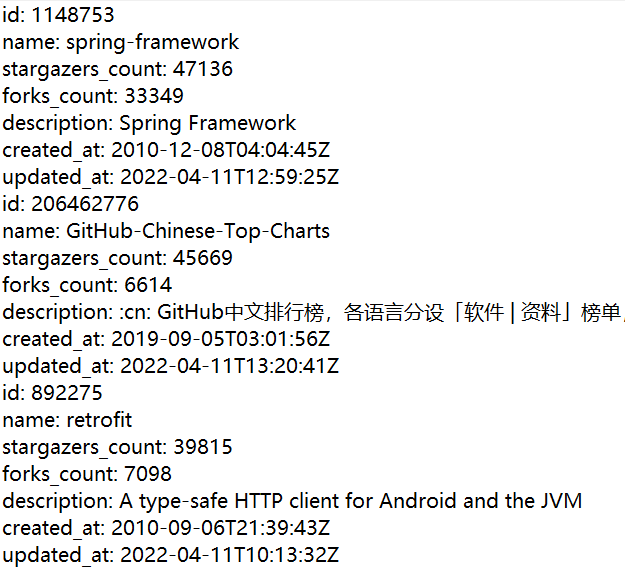 id: 1148753
name: spring-framework
stargazers_count: 47136
forks_count: 33349
description: Spring Framework
created_at: 2010-12-08T04:04:45Z
updated_at: 2022-04-11T12:59:25Z
id: 206462776
name: GitHub-Chinese-Top-Charts
stargazers_count: 45669
forks_count: 6614
description: :cn: GitHub中文排行榜，各语言分设「软件 | 资料」榜单，
created_at: 2019-09-05T03:01:56Z
updated_at: 2022-04-11T13:20:41Z
id: 892275
name: retrofit
stargazers_count: 39815
forks_count: 7098
description: A type-safe HTTP client for Android and the JVM
created_at: 2010-09-06T21:39:43Z
updated_at: 2022-04-11T10:13:32Z